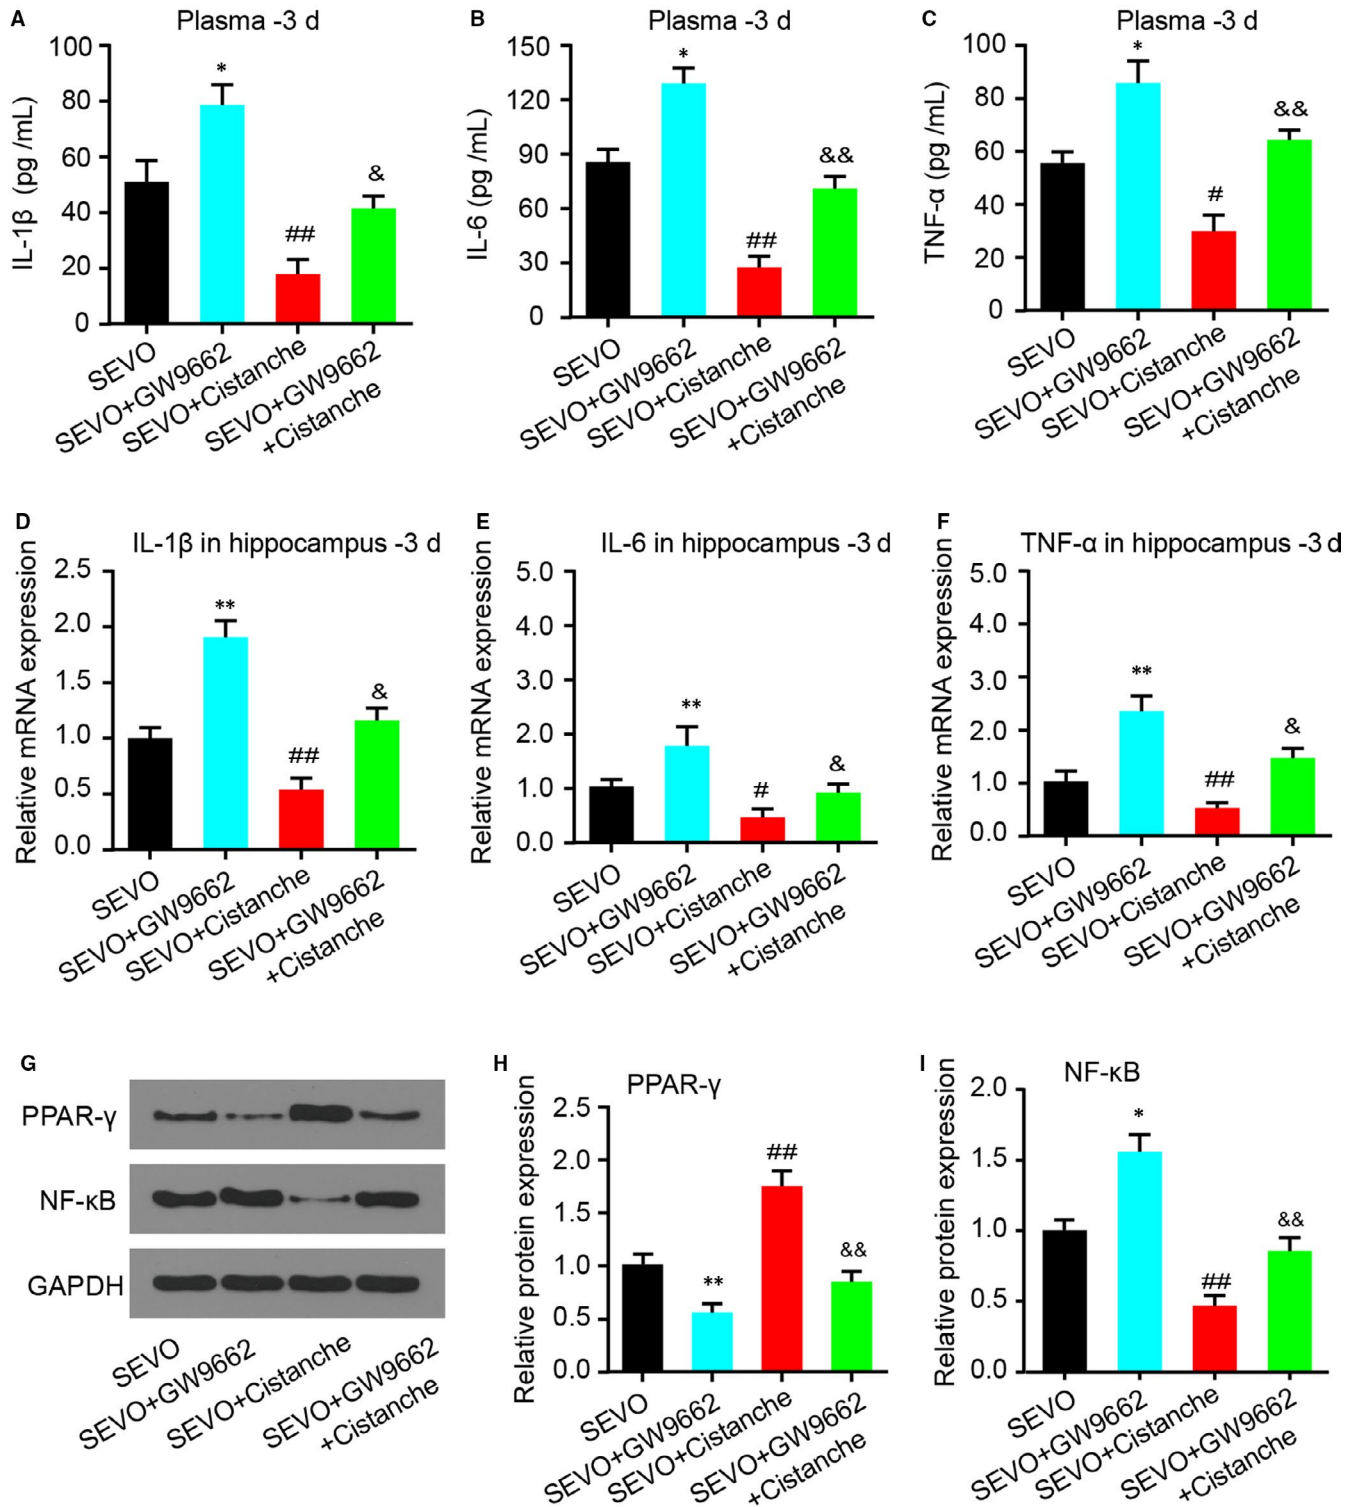 A
Plasma -3 d
IL-1β (pg /mL)
100
80
60
40
20
0
*
##
&
SEVO
SEVO+GW9662
SEVO+Cistanche
SEVO+GW9662
+Cistanche
B
Plasma -3 d
IL-6 (pg /mL)
150
120
90
60
30
0
*
##
&&
SEVO
SEVO+GW9662
SEVO+Cistanche
SEVO+GW9662
+Cistanche
C
Plasma -3 d
TNF-α (pg /mL)
100
80
60
40
20
0
*
#
&&
SEVO
SEVO+GW9662
SEVO+Cistanche
SEVO+GW9662
+Cistanche
D
IL-1β in hippocampus -3 d
Relative mRNA expression
2.5
2.0
1.5
1.0
0.5
0.0
**
##
&
SEVO
SEVO+GW9662
SEVO+Cistanche
SEVO+GW9662
+Cistanche
E
IL-6 in hippocampus -3 d
Relative mRNA expression
5.0
4.0
3.0
2.0
1.0
0.0
**
#
&
SEVO
SEVO+GW9662
SEVO+Cistanche
SEVO+GW9662
+Cistanche
F
TNF-α in hippocampus -3 d
Relative mRNA expression
5.0
4.0
3.0
2.0
1.0
0.0
**
##
&
SEVO
SEVO+GW9662
SEVO+Cistanche
SEVO+GW9662
+Cistanche
G
PPAR-γ
NF-κB
GAPDH
SEVO
SEVO+GW9662
SEVO+Cistanche
SEVO+GW9662
+Cistanche
H
PPAR-γ
Relative protein expression
2.5
2.0
1.5
1.0
0.5
0.0
**
##
&&
SEVO
SEVO+GW9662
SEVO+Cistanche
SEVO+GW9662
+Cistanche
I
NF-κB
Relative protein expression
2.0
1.5
1.0
0.5
0.0
*
##
&&
SEVO
SEVO+GW9662
SEVO+Cistanche
SEVO+GW9662
+Cistanche